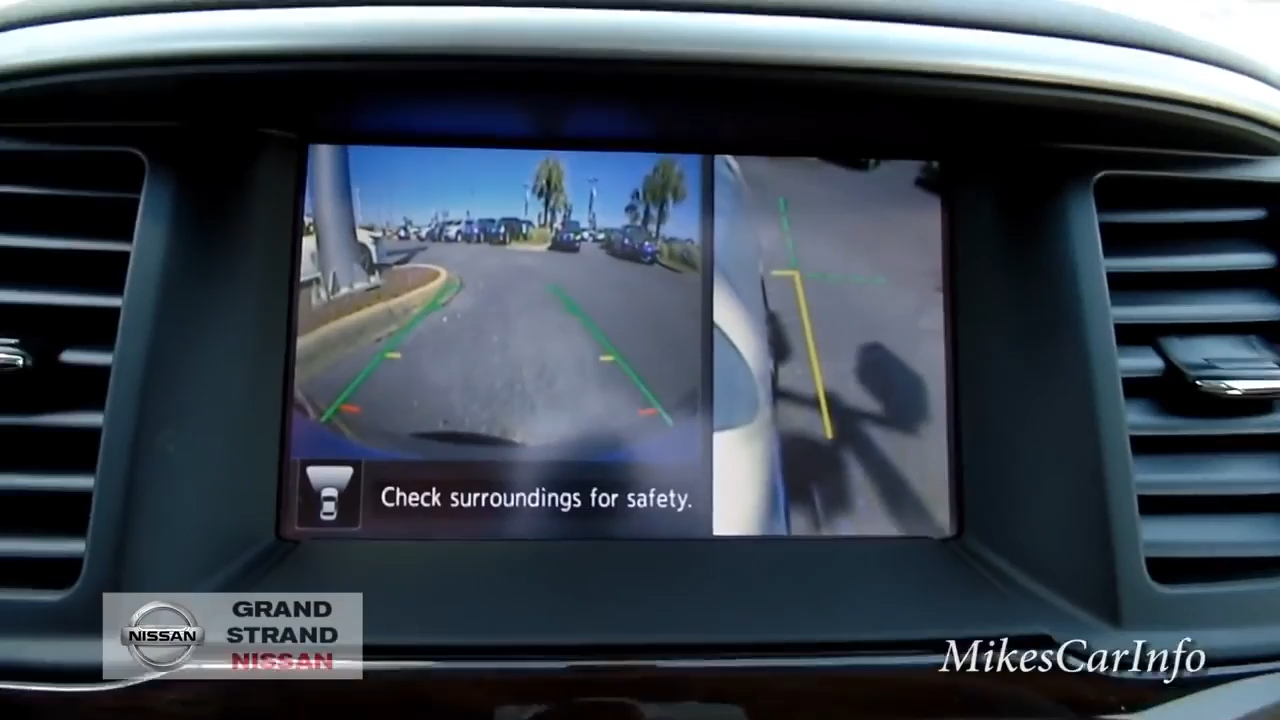 Check surroundings for safety.
NISSAN
GRAND
STRAND
NISSAN
MikesCarInfo